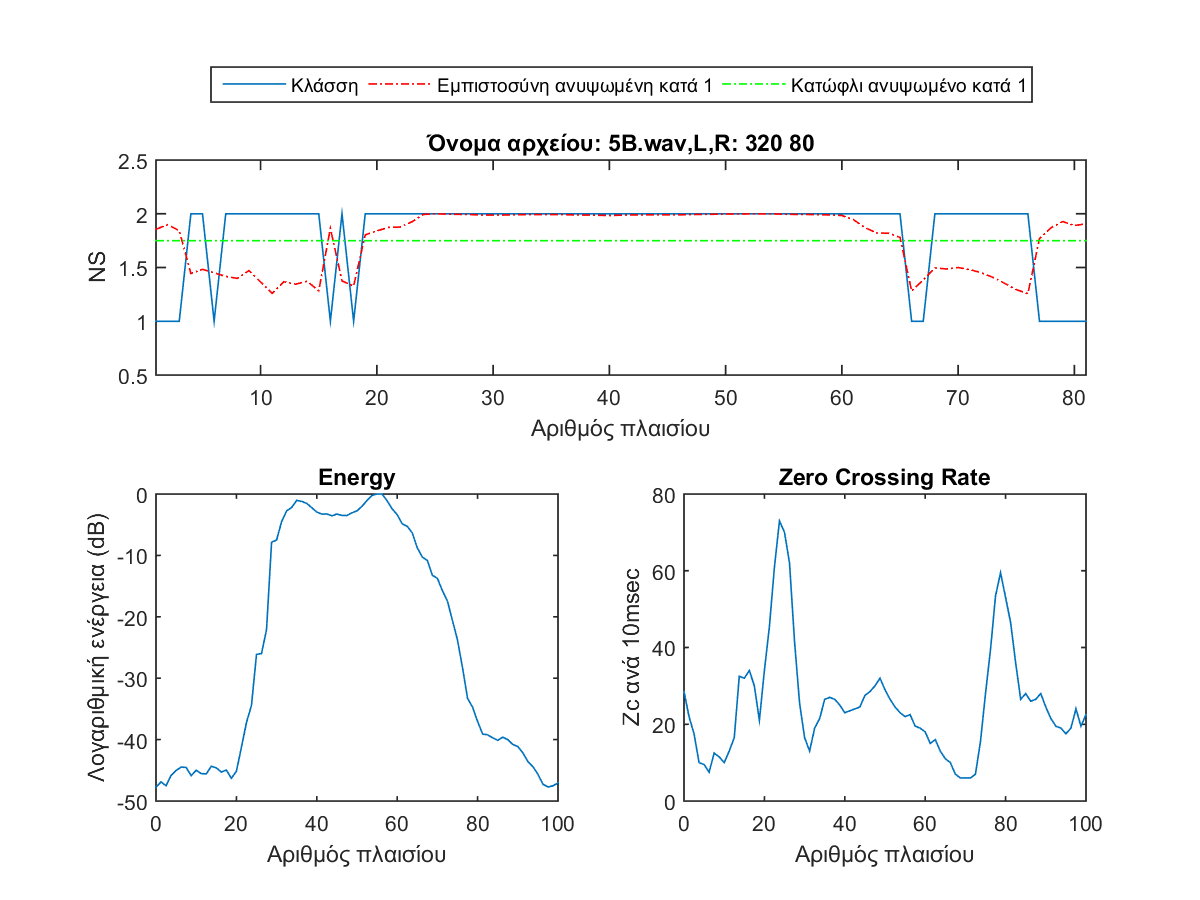 Κλάσση Εμπιστοσύνη ανυψωμένη κατά 1 Κατώφλι ανυψωμένο κατά 1
Όνομα αρχείου: 5B.wav,L,R: 320 80
2.5
2
1.5
1
0.5
NS
10 20 30 40 50 60 70 80
Αριθμός πλαισίου
Energy
0
-10
-20
-30
-40
-50
Λογαριθμική ενέργεια (dB)
0 20 40 60 80 100
Αριθμός πλαισίου
Zero Crossing Rate
80
60
40
20
0
Zc ανά 10msec
0 20 40 60 80 100
Αριθμός πλαισίου